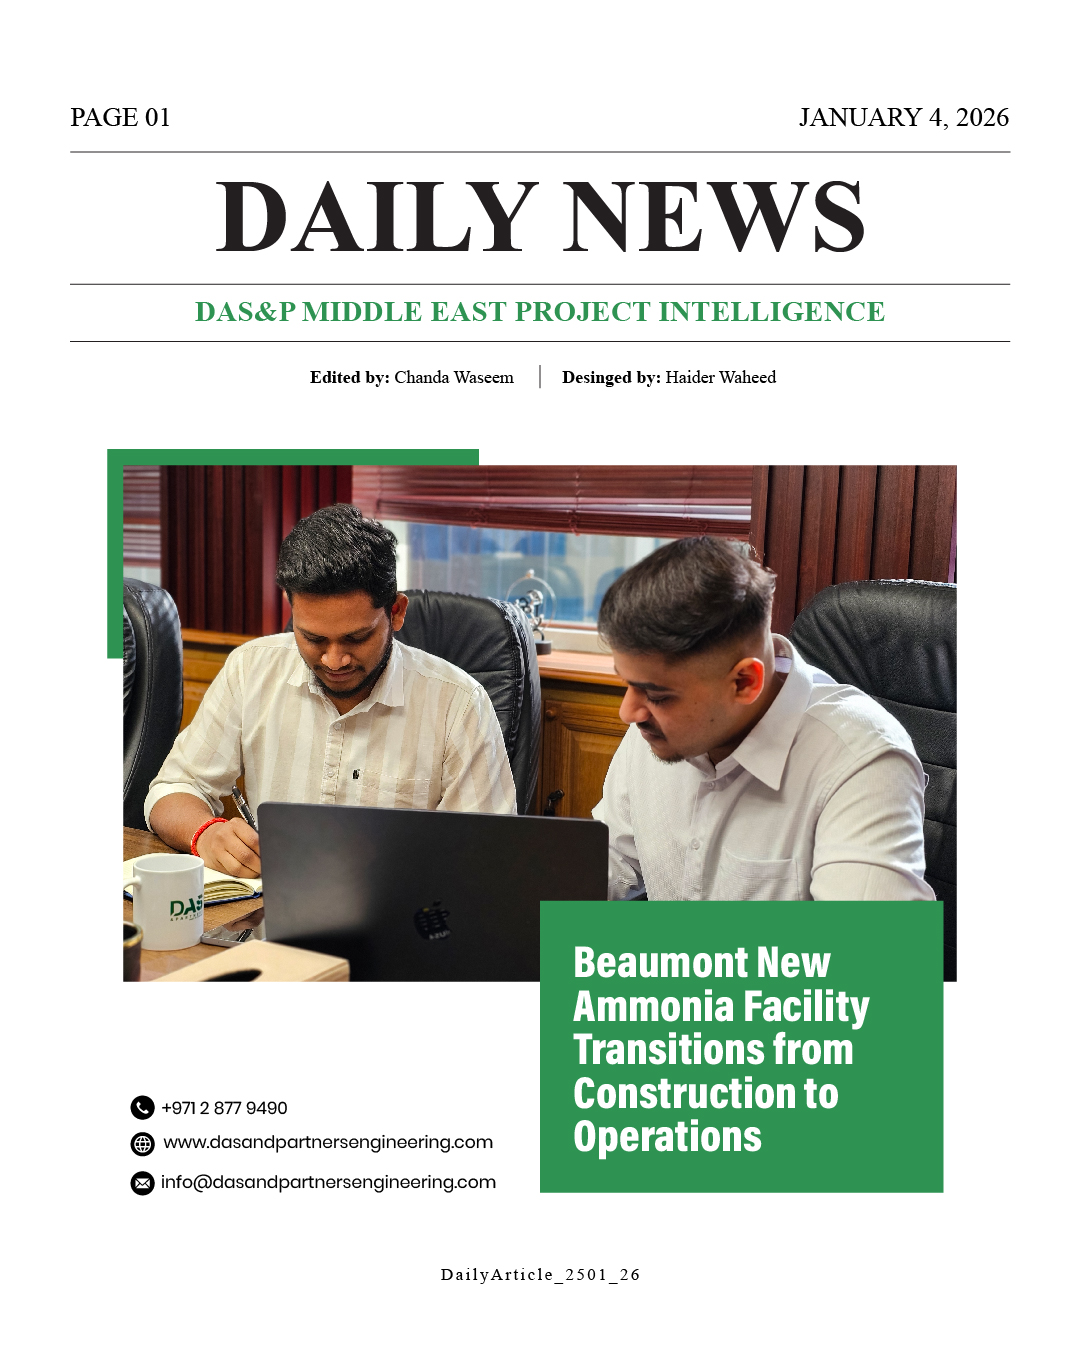 PAGE 01
JANUARY 4, 2026
DAILY NEWS
DAS&P MIDDLE EAST PROJECT INTELLIGENCE
Edited by: Chanda Waseem
Desinged by: Haider Waheed
DAS
Beaumont New
Ammonia Facility
Transitions from
Construction to
Operations
+971 2 877 9490
www.dasandpartnersengineering.com
info@dasandpartnersengineering.com
DailyArticle_2501_26